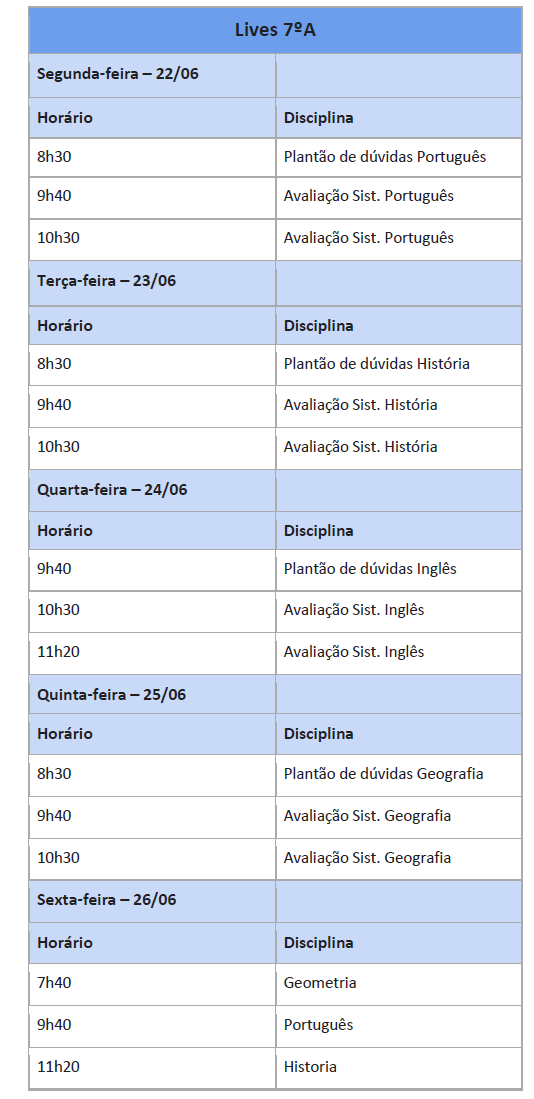 Lives 7ºA
Segunda-feira – 22/06
Horário Disciplina
8h30 Plantão de dúvidas Português
9h40 Avaliação Sist. Português
10h30 Avaliação Sist. Português
Terça-feira – 23/06
Horário Disciplina
8h30 Plantão de dúvidas História
9h40 Avaliação Sist. História
10h30 Avaliação Sist. História
Quarta-feira – 24/06
Horário Disciplina
9h40 Plantão de dúvidas Inglês
10h30 Avaliação Sist. Inglês
11h20 Avaliação Sist. Inglês
Quinta-feira – 25/06
Horário Disciplina
8h30 Plantão de dúvidas Geografia
9h40 Avaliação Sist. Geografia
10h30 Avaliação Sist. Geografia
Sexta-feira – 26/06
Horário Disciplina
7h40 Geometria
9h40 Português
11h20 Historia